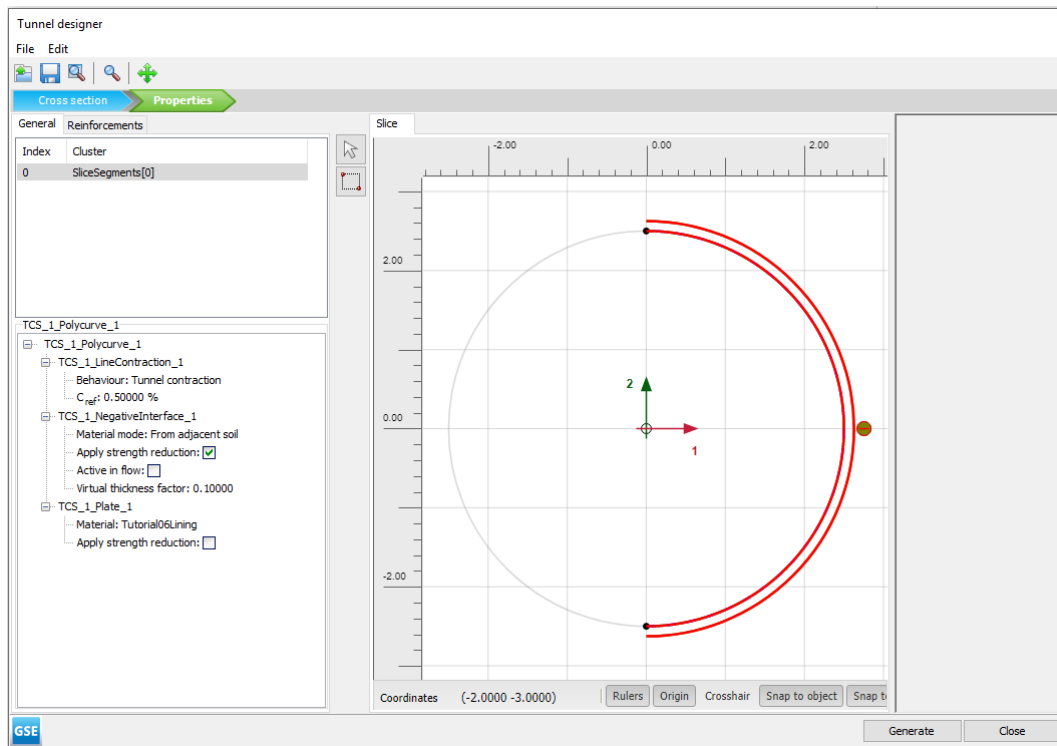 Tunnel designer
File Edit
Cross section Properties
General Reinforcements
Index Cluster
0 SliceSegments[0]
TCS_1_Polycurve_1
TCS_1_Polycurve_1
TCS_1_LineContraction_1
Behaviour: Tunnel contraction
Cref: 0.50000 %
TCS_1_NegativeInterface_1
Material mode: From adjacent soil
Apply strength reduction:
Active in flow:
Virtual thickness factor: 0.10000
TCS_1_Plate_1
Material: Tutorial06Lining
Apply strength reduction:
Slice
-2.00 0.00 2.00
2.00
0.00
-2.00
2
1
Coordinates (-2.0000 -3.0000) Rulers Origin Crosshair Snap to object Snap to
GSE Generate Close